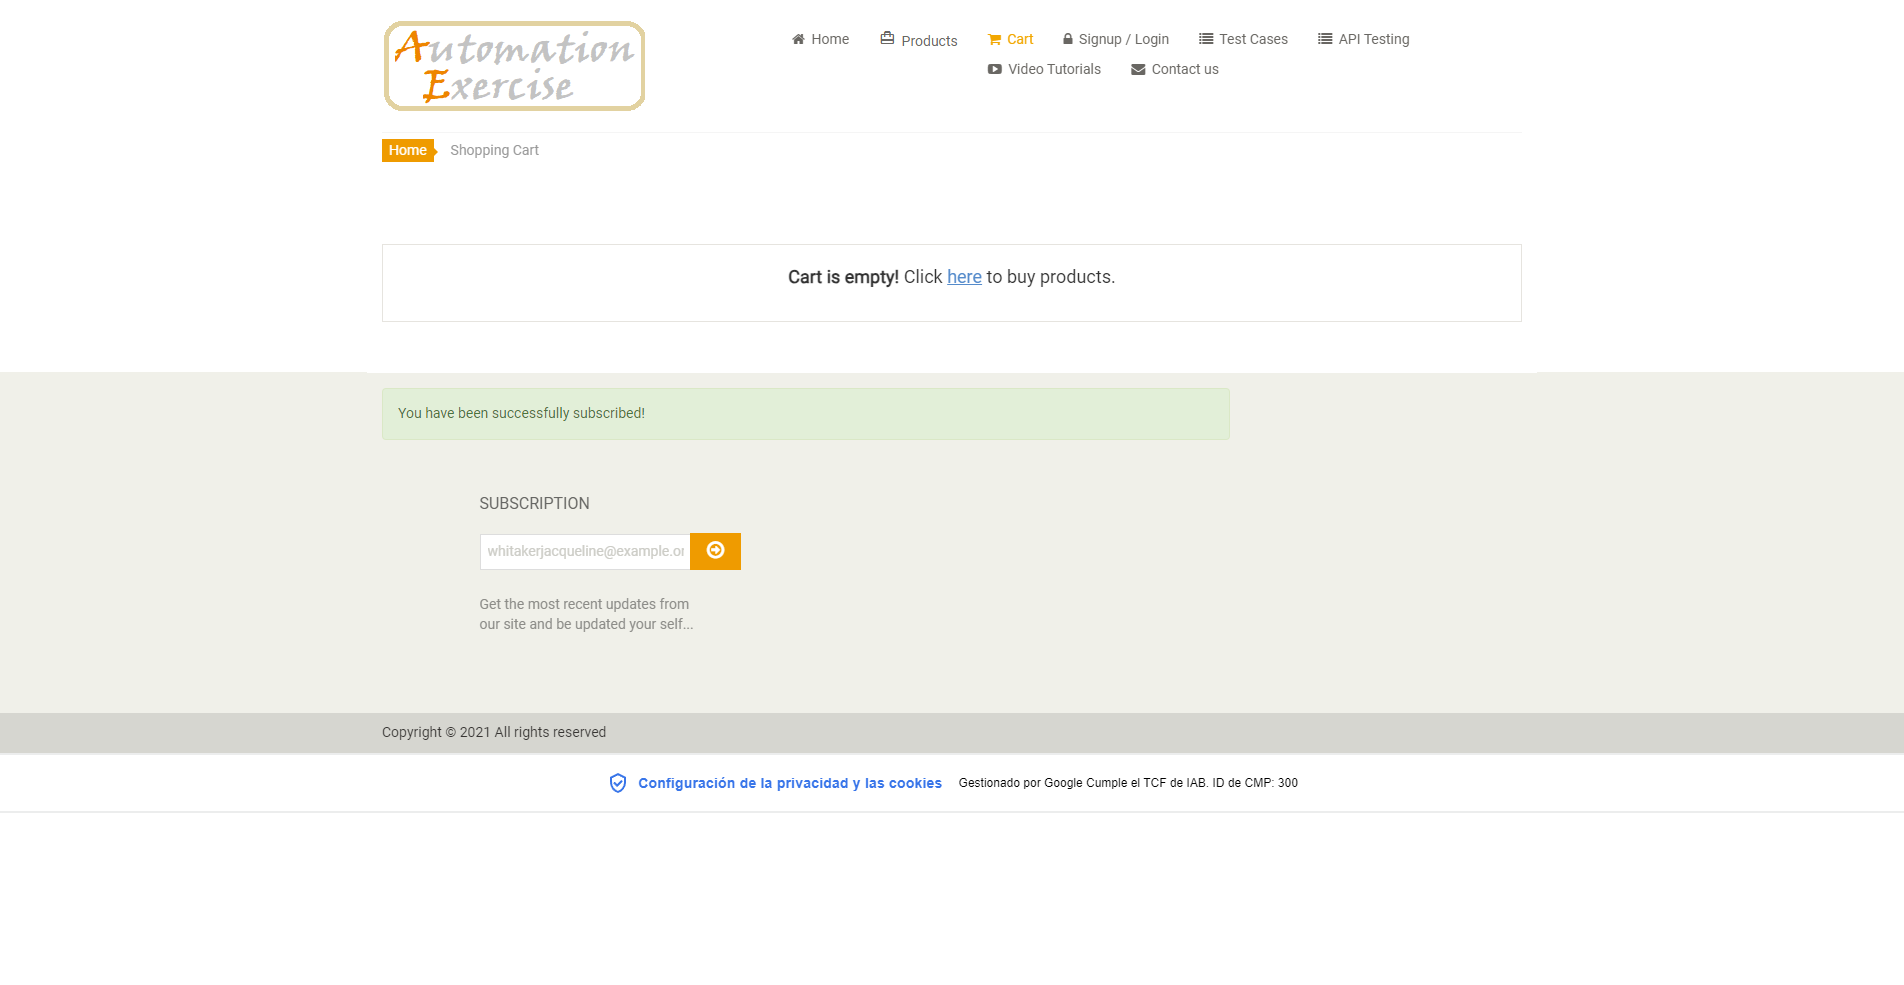 Automation
Exercise
Home
Products
Cart
Signup / Login
Test Cases
API Testing
Video Tutorials
Contact us
Home
Shopping Cart
Cart is empty! Click here to buy products.
You have been successfully subscribed!
SUBSCRIPTION
whitakerjacqueline@example.or
Get the most recent updates from
our site and be updated your self...
Copyright © 2021 All rights reserved
Configuración de la privacidad y las cookies
Gestionado por Google Cumple el TCF de IAB. ID de CMP: 300